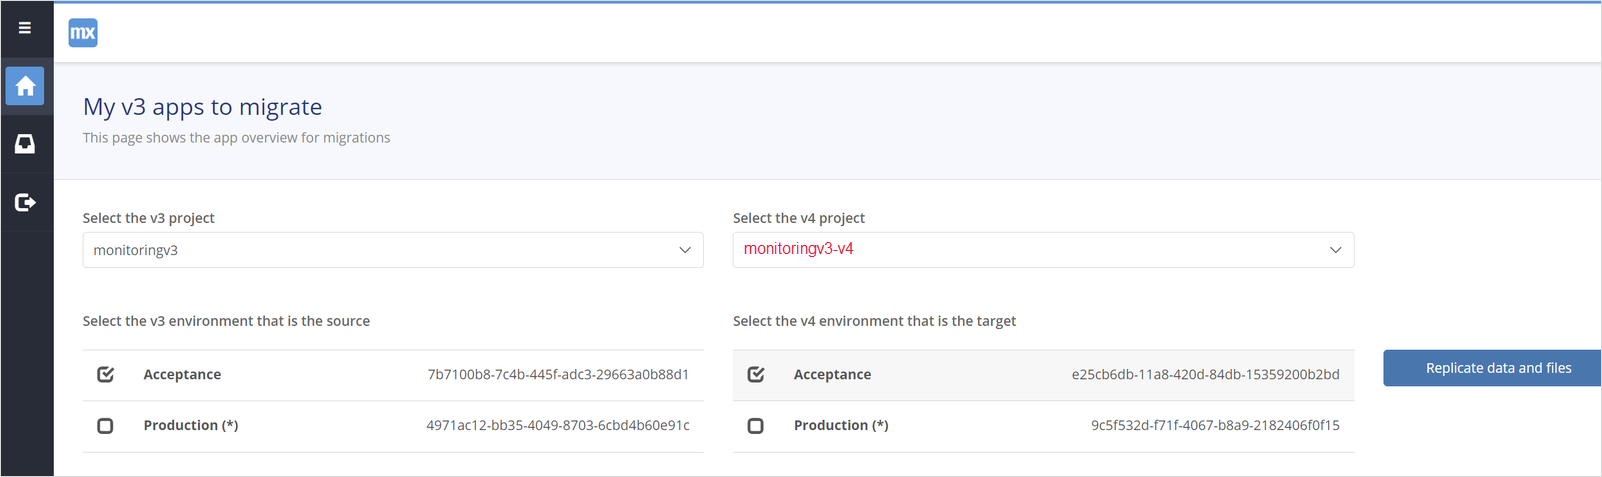 mx
My v3 apps to migrate
This page shows the app overview for migrations
Select the v3 project
monitoringv3
Select the v4 project
monitoringv3-v4
Select the v3 environment that is the source
Acceptance 7b7100b8-7c4b-445f-adc3-29663a0b88d1
Production (*) 4971ac12-bb35-4049-8703-6cbd4b60e91c
Select the v4 environment that is the target
Acceptance e25cb6db-11a8-420d-84db-15359200b2bd
Production (*) 9c5f532d-f71f-4067-b8a9-2182406f0f15
Replicate data and files